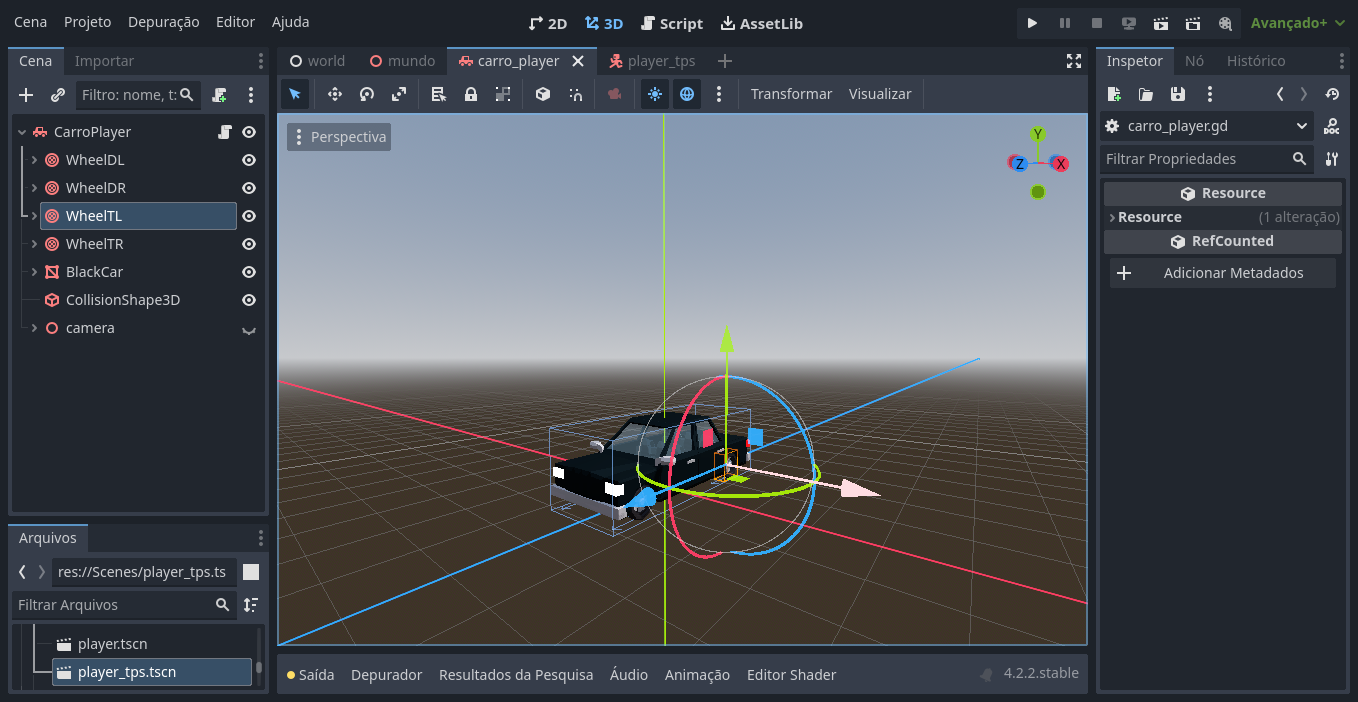 Cena Projeto Depuração Editor Ajuda
2D 3D Script AssetLib
Avançado+
Cena Importar
Filtro: nome, t:
CarroPlayer
WheelDL
WheelDR
WheelTL
WheelTR
BlackCar
CollisionShape3D
camera
Arquivos
res://Scenes/player_tps.ts
Filtrar Arquivos
player.tscn
player_tps.tscn
world mundo carro_player player_tps
Transformar Visualizar
Perspectiva
Y
Z X
Saída Depurador Resultados da Pesquisa Áudio Animação Editor Shader 4.2.2.stable
Inspetor Nó Histórico
carro_player.gd
DOC
Filtrar Propriedades
Resource
Resource (1 alteração)
RefCounted
Adicionar Metadados